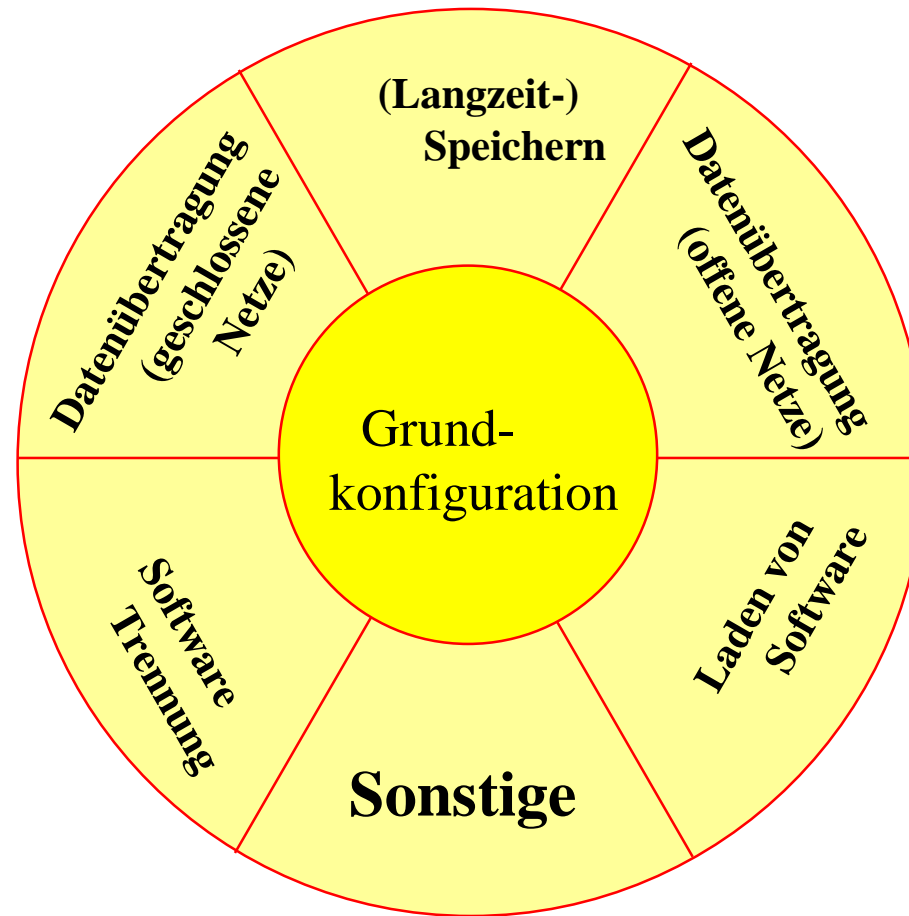 (Langzeit-)
Speichern
Datenübertragung
(offene Netze)
Laden von
Software
Sonstige
Software
Trennung
Datenübertragung
(geschlossene
Netze)
Grund-
konfiguration